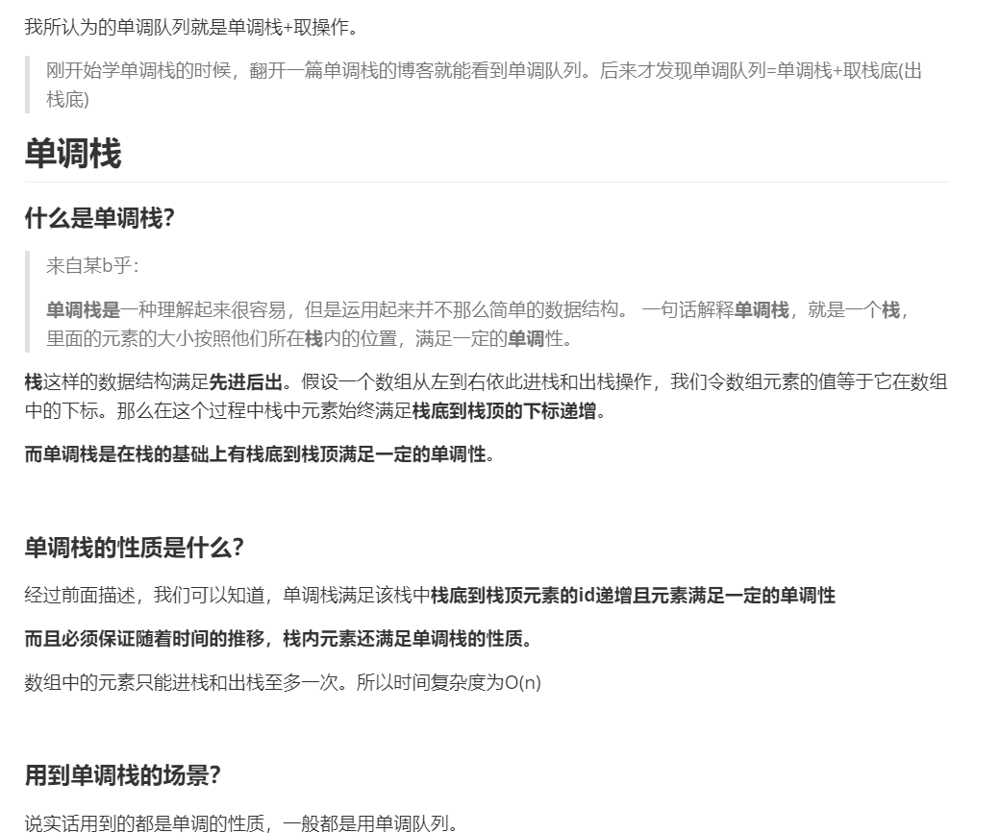 我所认为的单调队列就是单调栈+取操作。
刚开始学单调栈的时候，翻开一篇单调栈的博客就能看到单调队列。后来才发现单调队列=单调栈+取栈底(出
栈底)
单调栈
什么是单调栈？
来自某b乎：
单调栈是一种理解起来很容易，但是运用起来并不那么简单的数据结构。 一句话解释单调栈，就是一个栈，
里面的元素的大小按照他们所在栈内的位置，满足一定的单调性。
栈这样的数据结构满足先进后出。假设一个数组从左到右依此进栈和出栈操作，我们令数组元素的值等于它在数组
中的下标。那么在这个过程中栈中元素始终满足栈底到栈顶的下标递增。
而单调栈是在栈的基础上有栈底到栈顶满足一定的单调性。
单调栈的性质是什么？
经过前面描述，我们可以知道，单调栈满足该栈中栈底到栈顶元素的id递增且元素满足一定的单调性
而且必须保证随着时间的推移，栈内元素还满足单调栈的性质。
数组中的元素只能进栈和出栈至多一次。所以时间复杂度为O(n)
用到单调栈的场景？
说实话用到的都是单调的性质，一般都是用单调队列。